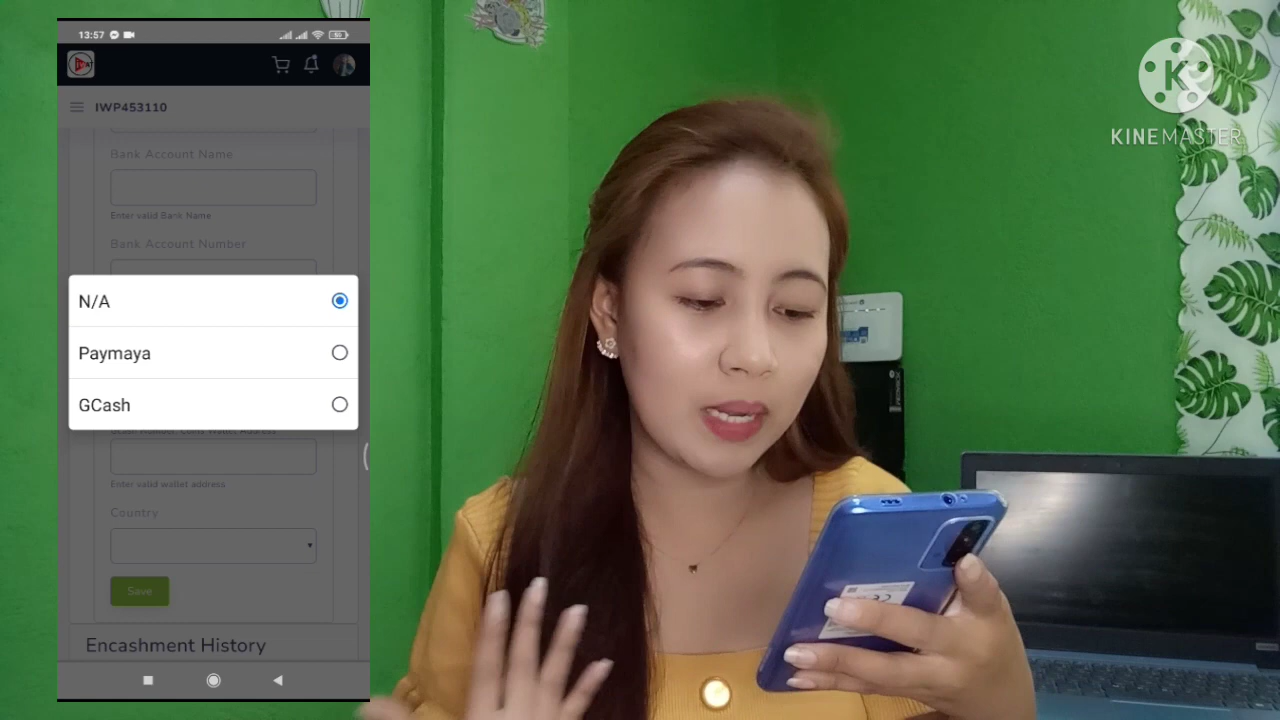 13:57
IWP453110
Bank Account Name
Enter valid Bank Name
Bank Account Number
N/A
Paymaya
GCash
Enter valid wallet address
Country
Save
Encashment History
K
KINEMASTER